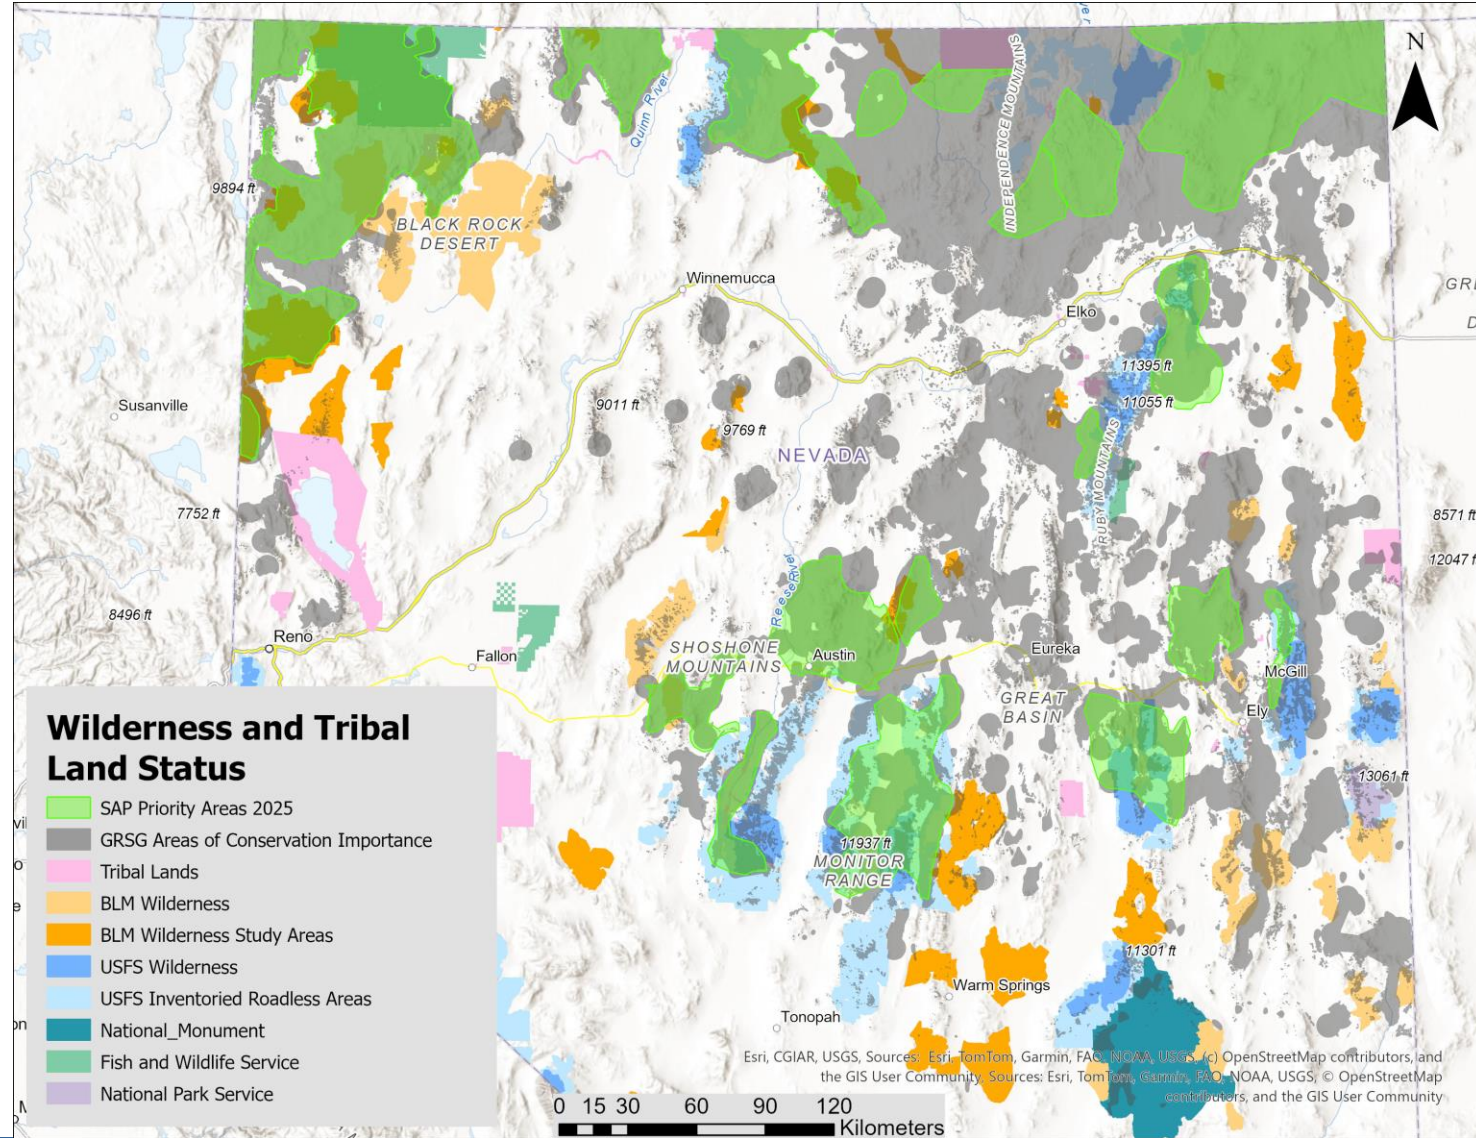 N
Quinn River
INDEPENDENCE MOUNTAINS
9894 ft
BLACK ROCK
DESERT
Winnemucca
Elko
11395 ft
11055 ft
Susanville
9011 ft
9769 ft
NEVADA
RUBY MOUNTAINS
7752 ft
8571 ft
12047 f
8496 ft
Reese River
Reno
Fallon
SHOSHONE
MOUNTAINS
Austin
Eureka
McGill
GREAT
BASIN
Ely
13061 ft
11937 ft
MONITOR
RANGE
11301 ft
Warm Springs
Tonopah
Wilderness and Tribal
Land Status
SAP Priority Areas 2025
GRSG Areas of Conservation Importance
Tribal Lands
BLM Wilderness
BLM Wilderness Study Areas
USFS Wilderness
USFS Inventoried Roadless Areas
National_Monument
Fish and Wildlife Service
National Park Service
Esri, CGIAR, USGS, Sources: Esri, TomTom, Garmin, FAO, NOAA, USGS, (c) OpenStreetMap contributors, and
the GIS User Community, Sources: Esri, TomTom, Garmin, FAO, NOAA, USGS, © OpenStreetMap
contributors, and the GIS User Community
0 15 30 60 90 120
Kilometers